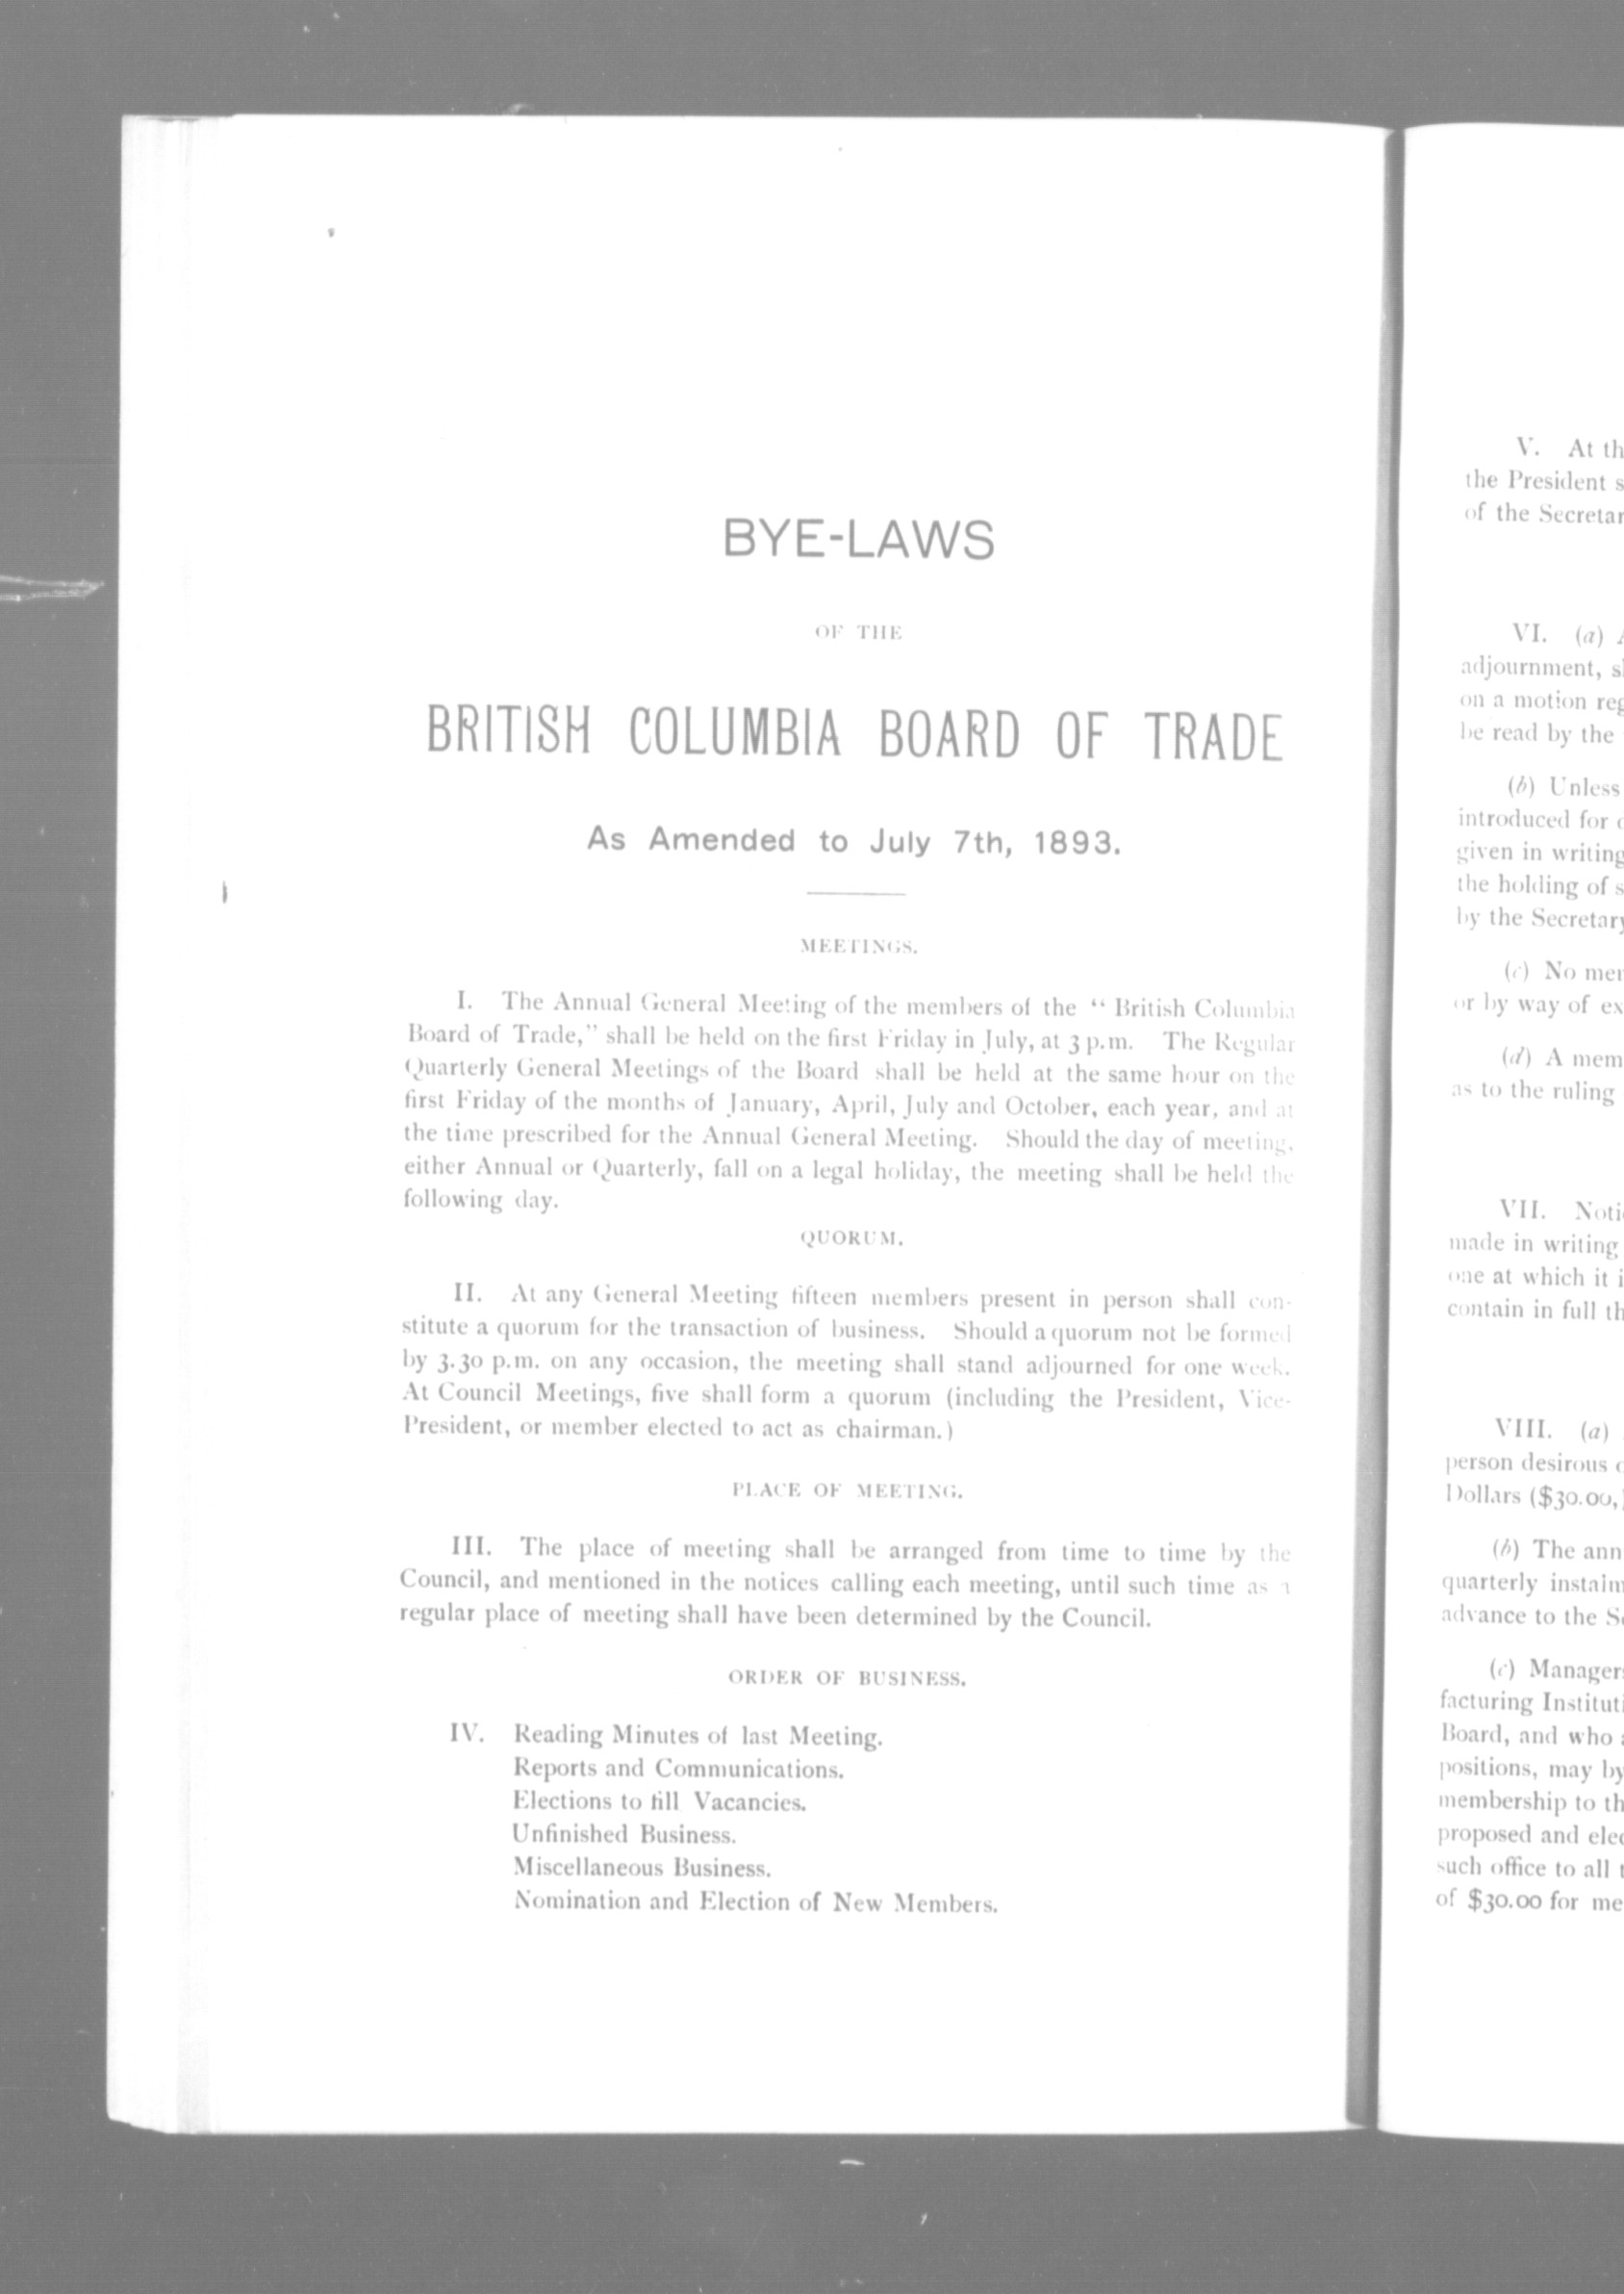 BYE-LAWS
OF THE
BRITISH COLUMBIA BOARD OF TRADE
As Amended to July 7th, 1893.
MEETINGS.
I. The Annual General Meeting of the members of the “ British Columbia
Board of Trade,” shall be held on the first Friday in July, at 3 p.m. The Regular
Quarterly General Meetings of the Board shall be held at the same hour on the
first Friday of the months of January, April, July and October, each year, and at
the time prescribed for the Annual General Meeting. Should the day of meeting,
either Annual or Quarterly, fall on a legal holiday, the meeting shall be held the
following day.
QUORUM.
II. At any General Meeting fifteen members present in person shall con-
stitute a quorum for the transaction of business. Should a quorum not be formed
by 3.30 p.m. on any occasion, the meeting shall stand adjourned for one week.
At Council Meetings, five shall form a quorum (including the President, Vice-
President, or member elected to act as chairman.)
PLACE OF MEETING.
III. The place of meeting shall be arranged from time to time by the
Council, and mentioned in the notices calling each meeting, until such time as a
regular place of meeting shall have been determined by the Council.
ORDER OF BUSINESS.
IV. Reading Minutes of last Meeting.
Reports and Communications.
Elections to fill Vacancies.
Unfinished Business.
Miscellaneous Business.
Nomination and Election of New Members.
V. At th
the President s
of the Secretar
VI. (a) A
adjournment, sh
on a motion reg
be read by the
(b) Unless
introduced for
given in writing
the holding of s
by the Secretary
(c) No mem
or by way of ex
(d) A mem
as to the ruling
VII. Noti
made in writing
one at which it i
contain in full th
VIII. (a)
person desirous
Dollars ($30.00,
(b) The ann
quarterly instalm
advance to the Se
(c) Managers
facturing Instituti
Board, and who a
positions, may by
membership to th
proposed and elec
such office to all t
of $30.00 for me